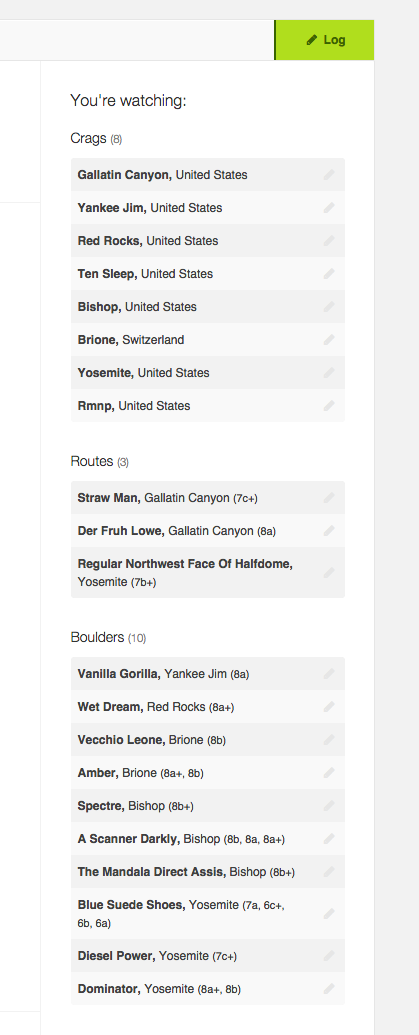 Log
You're watching:
Crags (8)
Gallatin Canyon, United States
Yankee Jim, United States
Red Rocks, United States
Ten Sleep, United States
Bishop, United States
Brione, Switzerland
Yosemite, United States
Rmnp, United States
Routes (3)
Straw Man, Gallatin Canyon (7c+)
Der Fruh Lowe, Gallatin Canyon (8a)
Regular Northwest Face Of Halfdome,
Yosemite (7b+)
Boulders (10)
Vanilla Gorilla, Yankee Jim (8a)
Wet Dream, Red Rocks (8a+)
Vecchio Leone, Brione (8b)
Amber, Brione (8a+, 8b)
Spectre, Bishop (8b+)
A Scanner Darkly, Bishop (8b, 8a, 8a+)
The Mandala Direct Assis, Bishop (8b+)
Blue Suede Shoes, Yosemite (7a, 6c+,
6b, 6a)
Diesel Power, Yosemite (7c+)
Dominator, Yosemite (8a+, 8b)